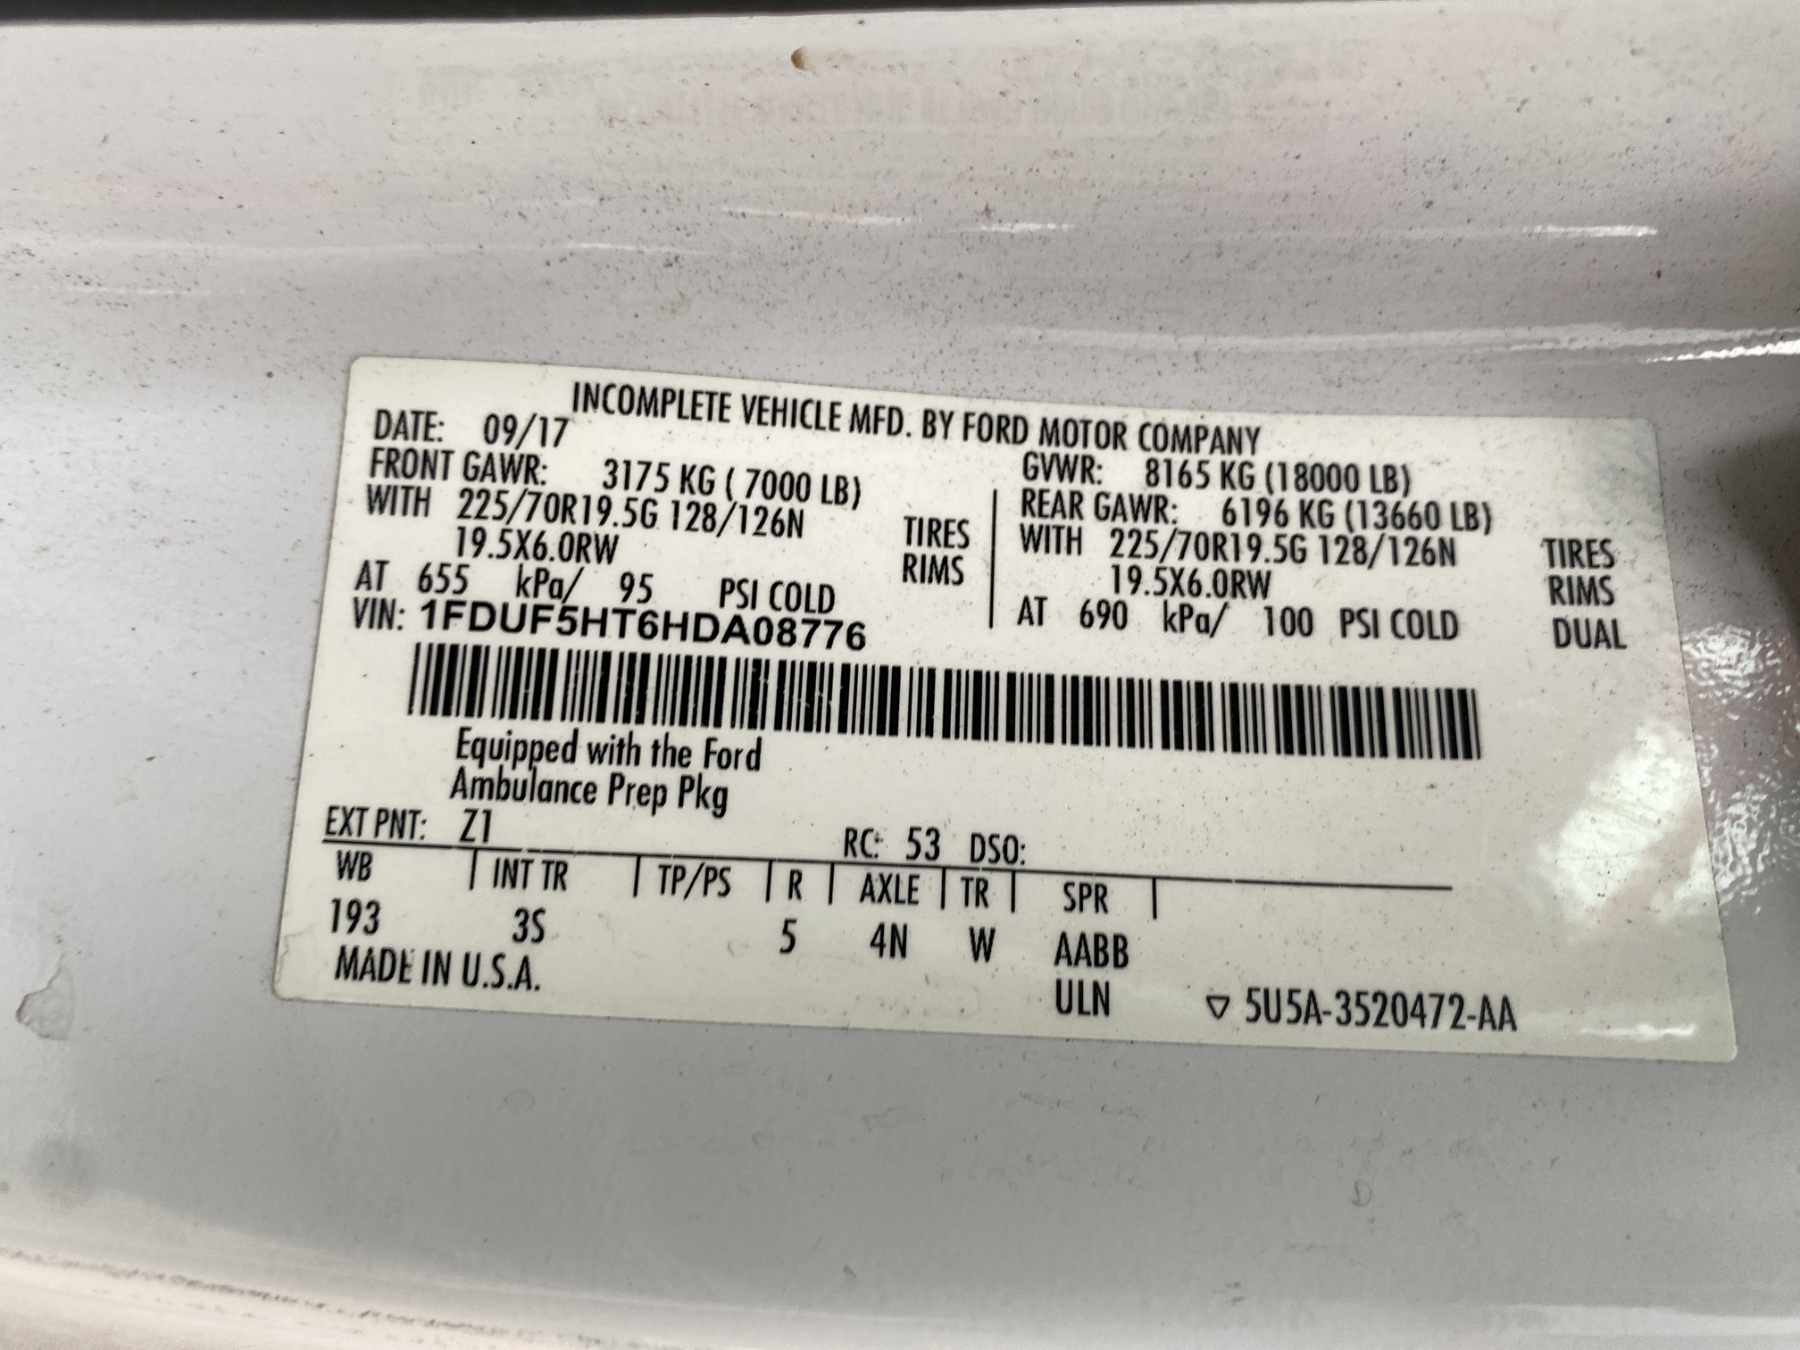 INCOMPLETE VEHICLE MFD. BY FORD MOTOR COMPANY
DATE: 09/17
GVWR: 8165 KG (18000 LB)
FRONT GAWR: 3175 KG ( 7000 LB)
REAR GAWR: 6196 KG (13660 LB)
WITH 225/70R19.5G 128/126N TIRES
WITH 225/70R19.5G 128/126N TIRES
19.5X6.0RW RIMS
19.5X6.0RW RIMS
AT 655 kPa/ 95 PSI COLD
AT 690 kPa/ 100 PSI COLD DUAL
VIN: 1FDUF5HT6HDA08776
Equipped with the Ford
Ambulance Prep Pkg
EXT PNT: Z1 RC: 53 DSO:
WB | INT TR | TP/PS | R | AXLE | TR | SPR |
193 3S 5 4N W AABB
MADE IN U.S.A. ULN ▽ 5U5A-3520472-AA